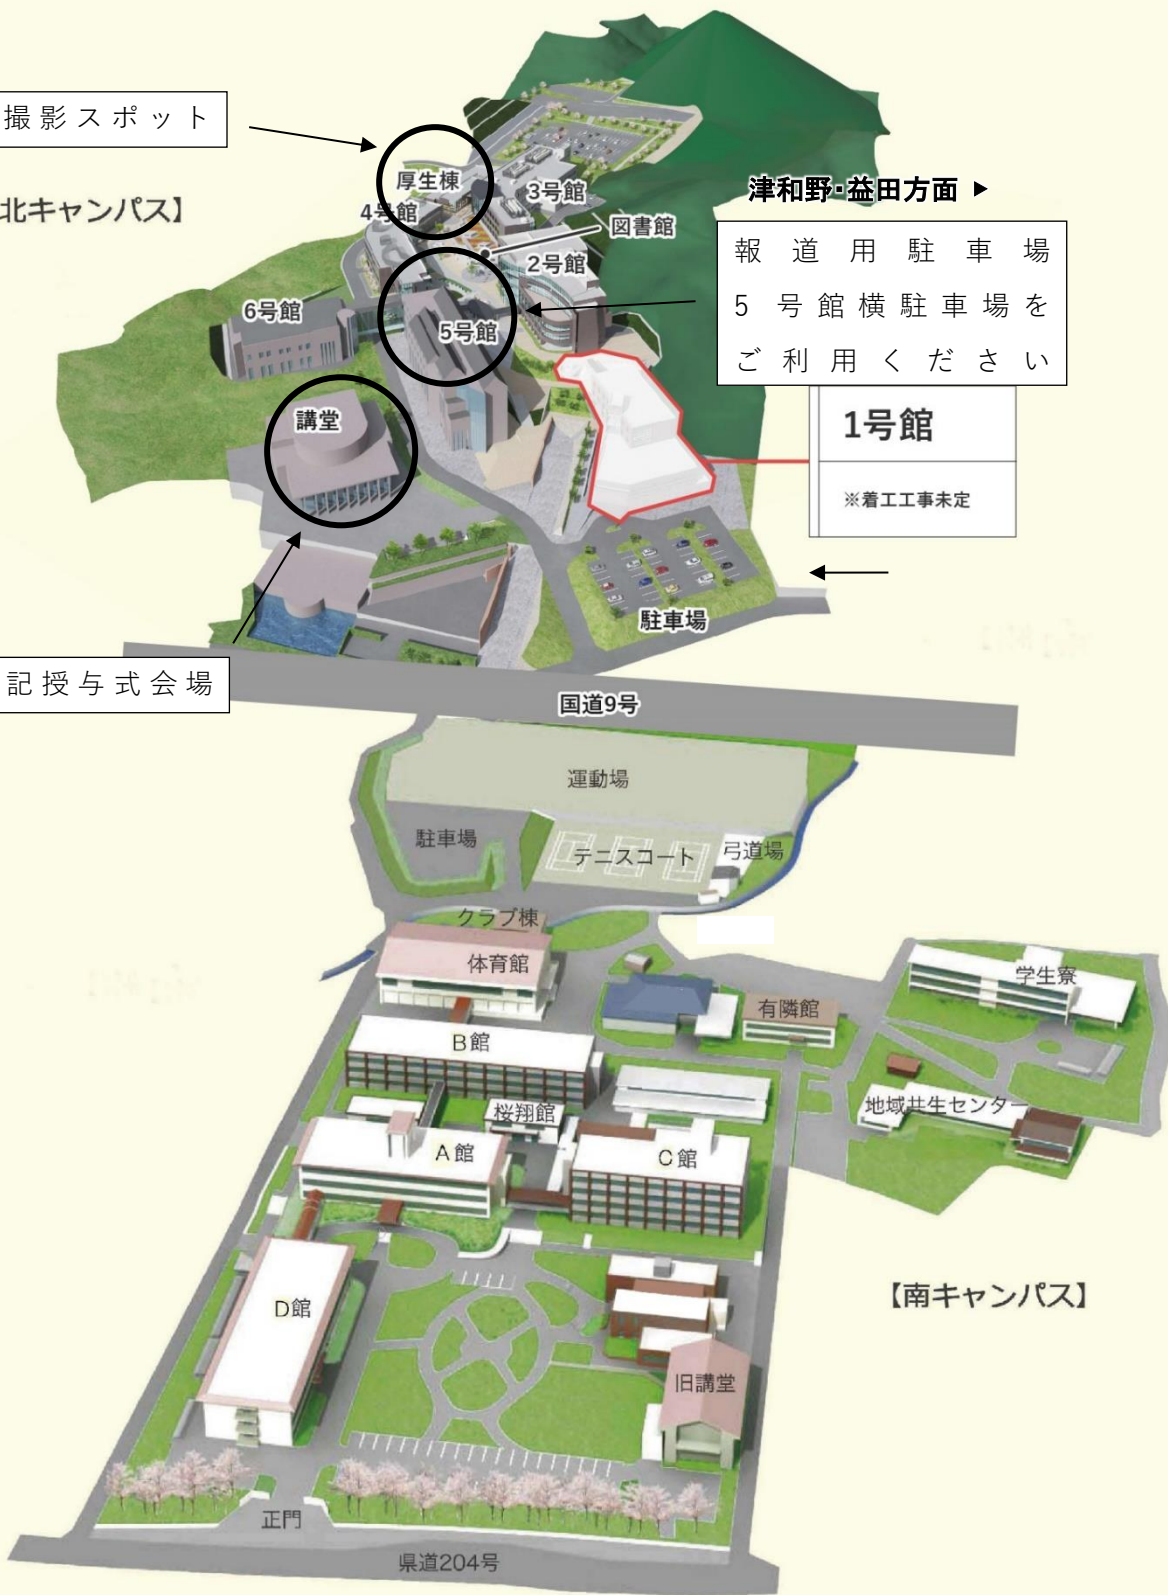 撮影スポット
北キャンパス】
厚生棟
3号館
4号館
図書館
2号館
津和野・益田方面 ▶
報道用駐車場
5号館横駐車場を
ご利用ください
6号館
5号館
講堂
1号館
※着工工事未定
駐車場
記授与式会場
国道9号
運動場
駐車場
テニスコート
弓道場
クラブ棟
体育館
学生寮
有隣館
B館
地域共生センター
桜翔館
A館
C館
【南キャンパス】
D館
旧講堂
正門
県道204号